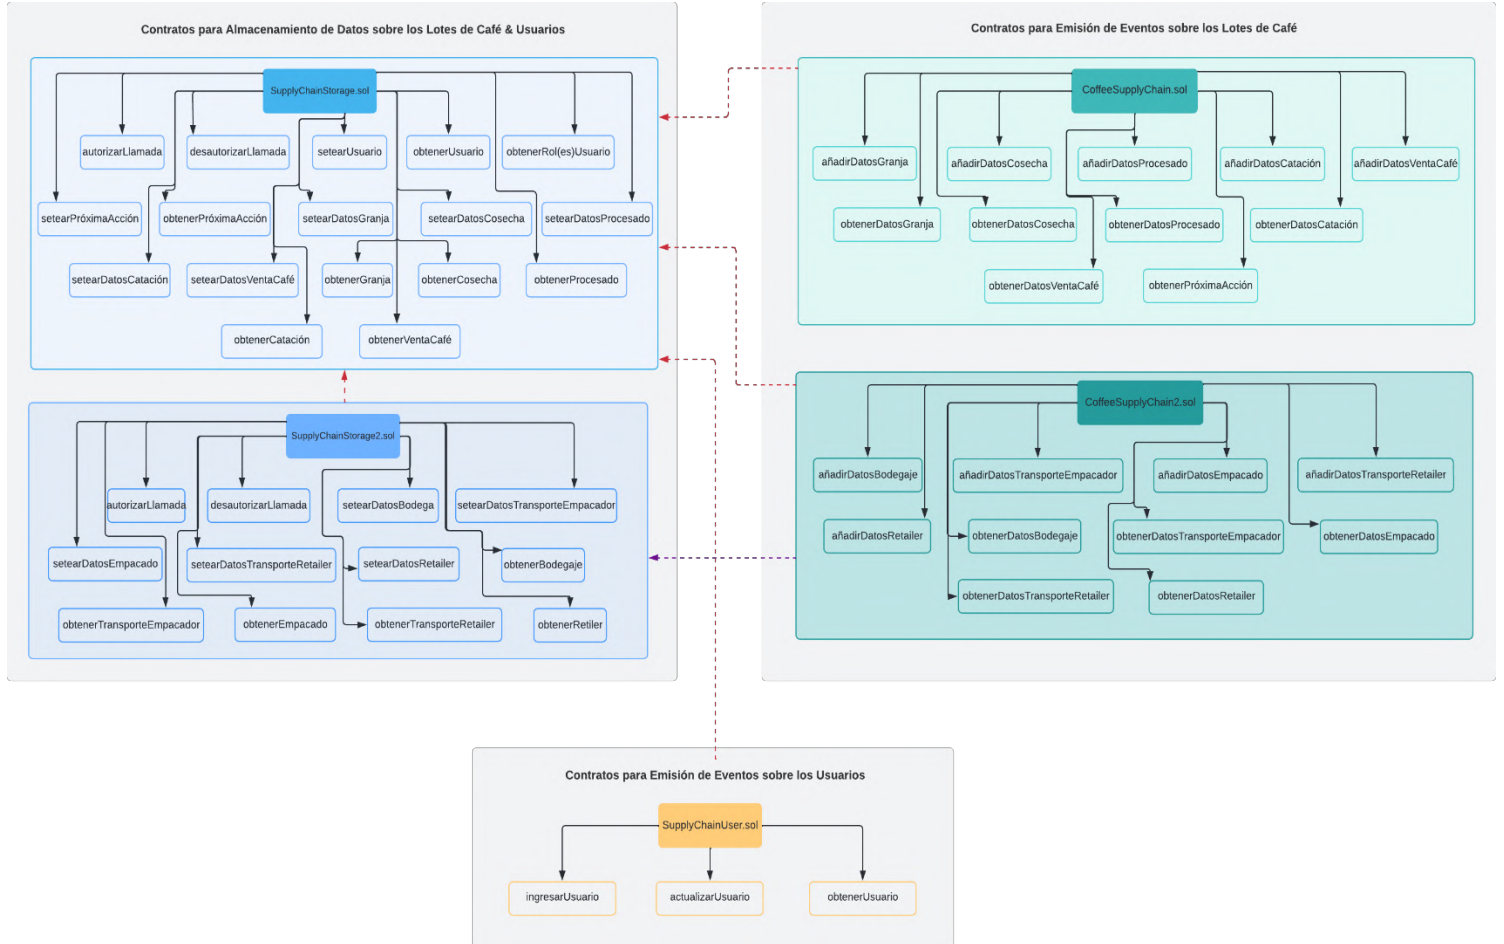 Contratos para Almacenamiento de Datos sobre los Lotes de Café & Usuarios
SupplyChainStorage.sol
autorizarLlamada
desautorizarLlamada
setearUsuario
obtenerUsuario
obtenerRol(es)Usuario
setearPróximaAcción
obtenerPróximaAcción
setearDatosGranja
setearDatosCosecha
setearDatosProcesado
setearDatosCatación
setearDatosVentaCafé
obtenerGranja
obtenerCosecha
obtenerProcesado
obtenerCatación
obtenerVentaCafé
SupplyChainStorage2.sol
autorizarLlamada
desautorizarLlamada
setearDatosBodega
setearDatosTransporteEmpacador
setearDatosEmpacado
setearDatosTransporteRetailer
setearDatosRetailer
obtenerBodegaje
obtenerTransporteEmpacador
obtenerEmpacado
obtenerTransporteRetailer
obtenerRetiler
Contratos para Emisión de Eventos sobre los Lotes de Café
CoffeeSupplyChain.sol
añadirDatosGranja
añadirDatosCosecha
añadirDatosProcesado
añadirDatosCatación
añadirDatosVentaCafé
obtenerDatosGranja
obtenerDatosCosecha
obtenerDatosProcesado
obtenerDatosCatación
obtenerDatosVentaCafé
obtenerPróximaAcción
CoffeeSupplyChain2.sol
añadirDatosBodegaje
añadirDatosTransporteEmpacador
añadirDatosEmpacado
añadirDatosTransporteRetailer
añadirDatosRetailer
obtenerDatosBodegaje
obtenerDatosTransporteEmpacador
obtenerDatosEmpacado
obtenerDatosTransporteRetailer
obtenerDatosRetailer
Contratos para Emisión de Eventos sobre los Usuarios
SupplyChainUser.sol
ingresarUsuario
actualizarUsuario
obtenerUsuario